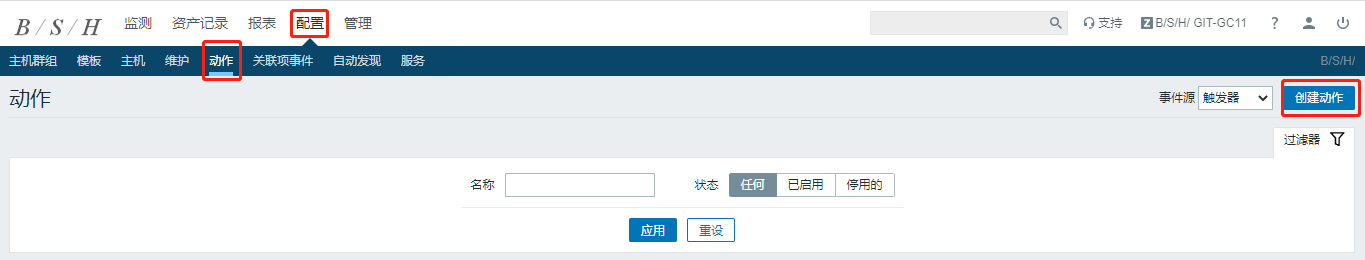 B / S / H 监测 资产记录 报表 配置 管理 支持 Z B/S/H/ GIT-GC11 ?
主机群组 模板 主机 维护 动作 关联项事件 自动发现 服务 B/S/H/
动作 事件源 触发器 创建动作
过滤器
名称 状态 任何 已启用 停用的
应用 重设